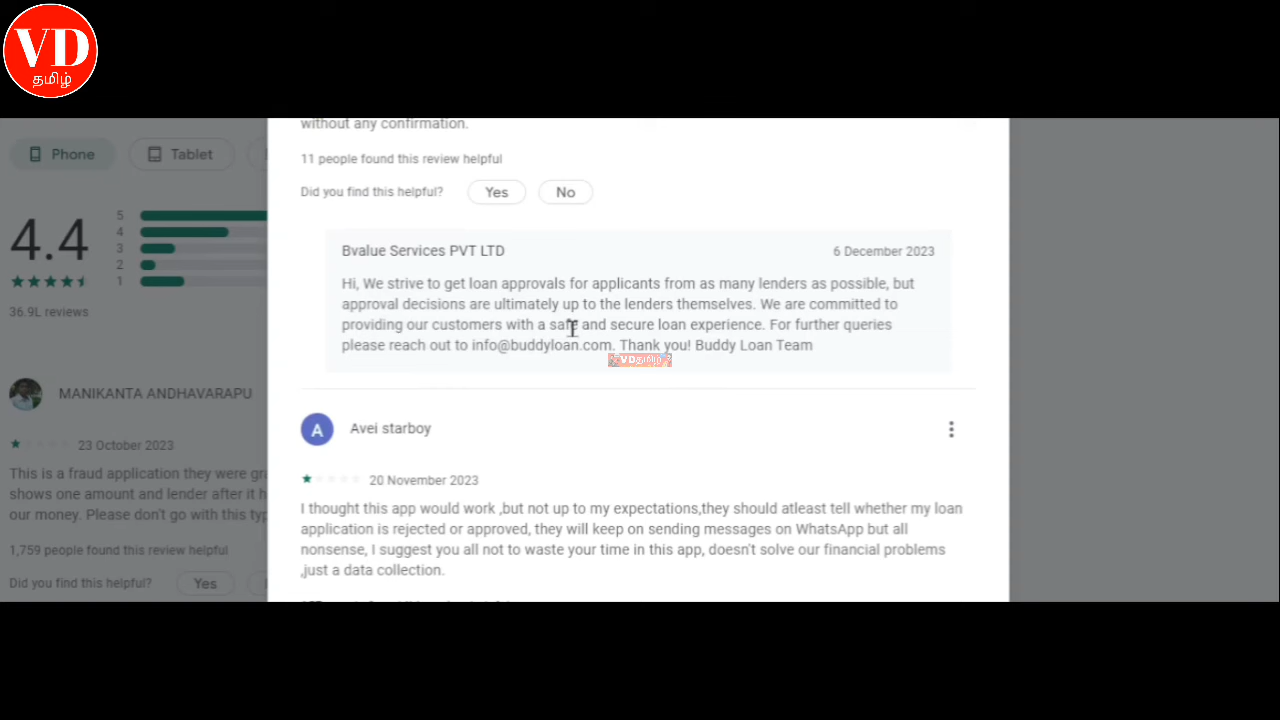 VD
தமிழ்
without any confirmation.
Phone
Tablet
11 people found this review helpful
Did you find this helpful?
Yes
No
4.4
5
4
3
2
1
36.9L reviews
Bvalue Services PVT LTD
6 December 2023
Hi, We strive to get loan approvals for applicants from as many lenders as possible, but
approval decisions are ultimately up to the lenders themselves. We are committed to
providing our customers with a safe and secure loan experience. For further queries
please reach out to info@buddyloan.com. Thank you! Buddy Loan Team
VDதமிழ்
MANIKANTA ANDHAVARAPU
23 October 2023
This is a fraud application they were
shows one amount and lender after it
our money. Please don't go with this
1,759 people found this review helpful
Did you find this helpful?
Yes
A
Avei starboy
20 November 2023
I thought this app would work ,but not up to my expectations,they should atleast tell whether my loan
application is rejected or approved, they will keep on sending messages on WhatsApp but all
nonsense, I suggest you all not to waste your time in this app, doesn't solve our financial problems
,just a data collection.